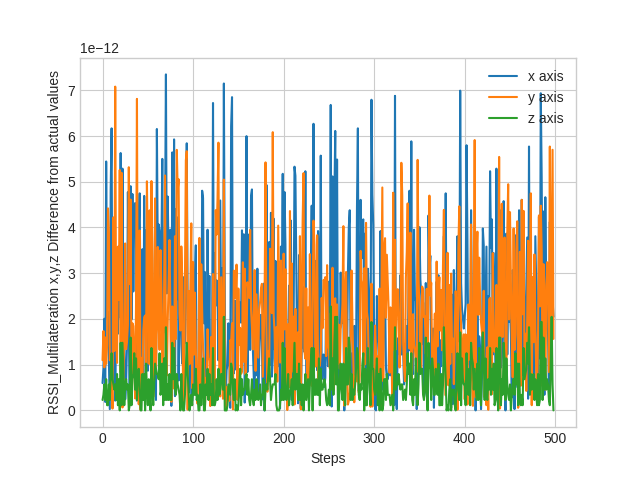 1e−12
RSSI_Multilateration x,y,z Difference from actual values
7
6
5
4
3
2
1
0
x axis
y axis
z axis
0 100 200 300 400 500
Steps